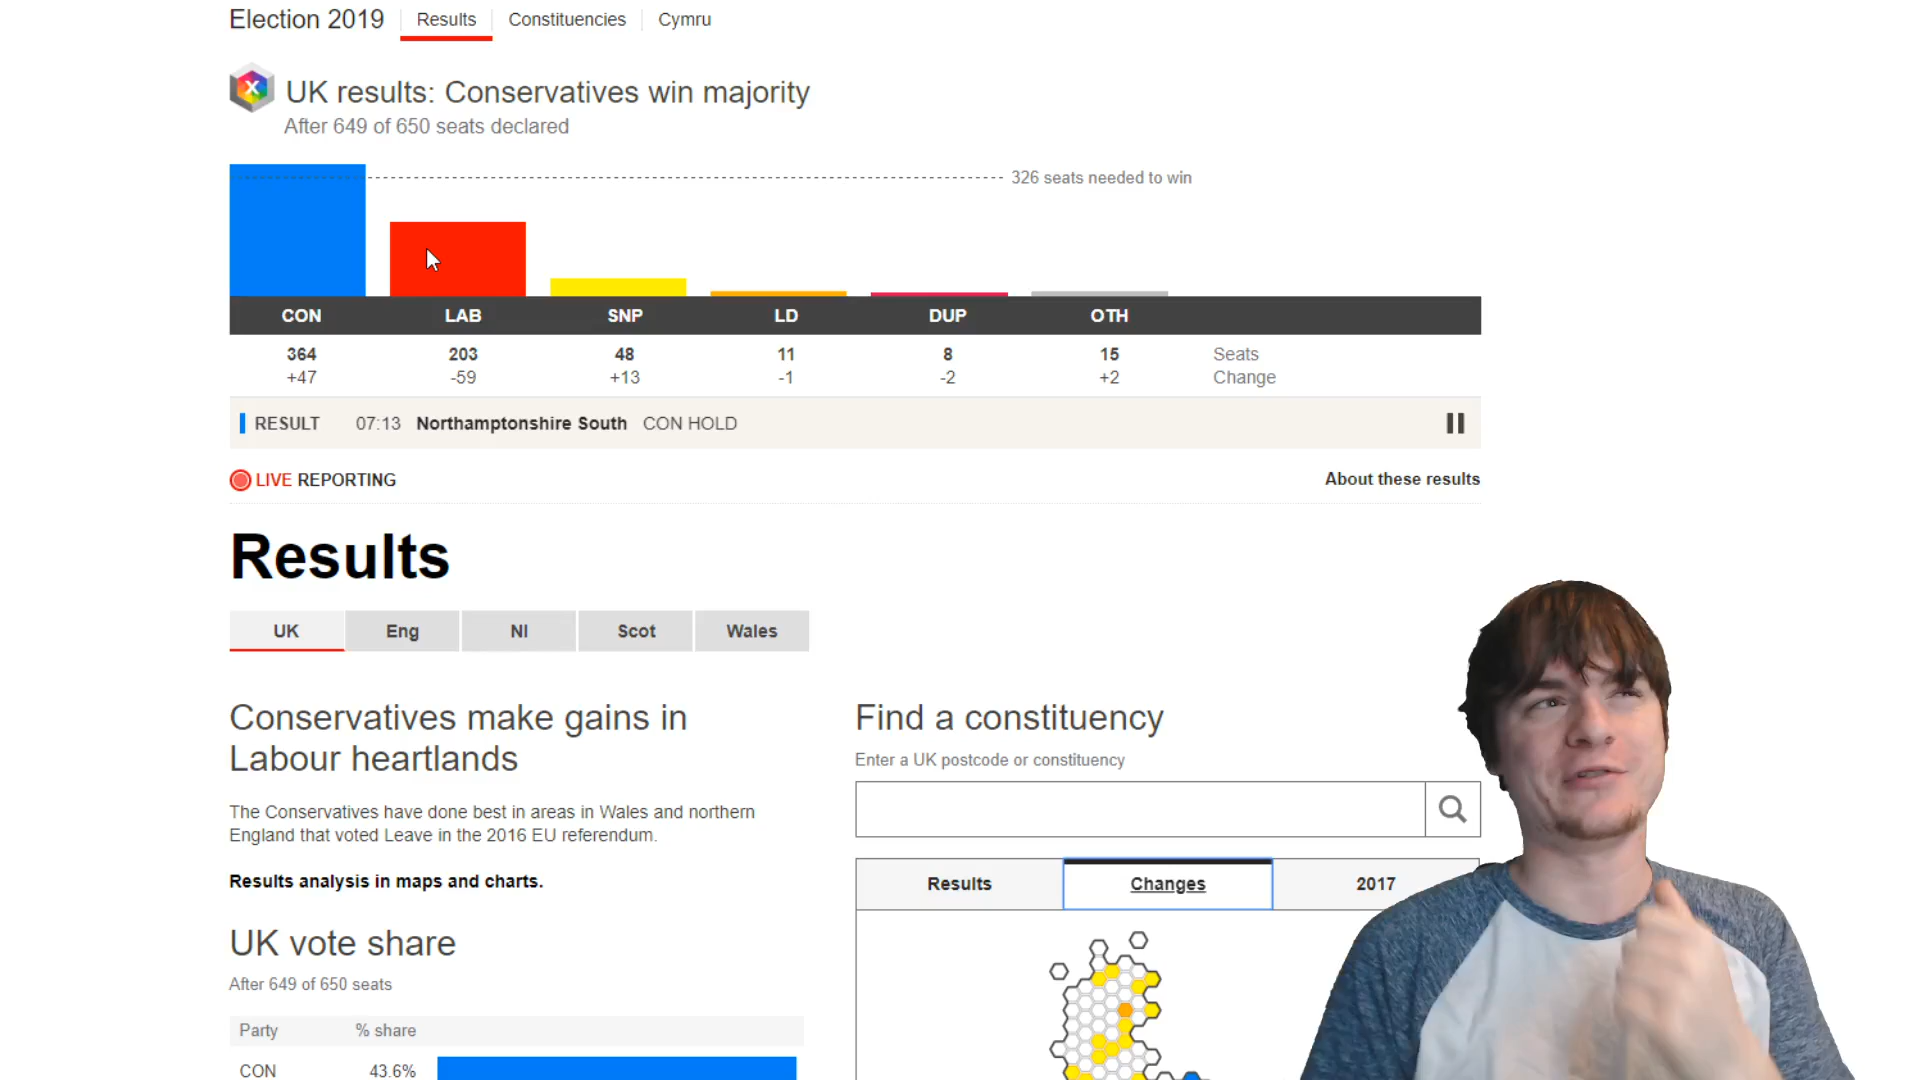 Election 2019 Results Constituencies Cymru
X
UK results: Conservatives win majority
After 649 of 650 seats declared
326 seats needed to win
CON LAB SNP LD DUP OTH
364 203 48 11 8 15 Seats
+47 -59 +13 -1 -2 +2 Change
RESULT 07:13 Northamptonshire South CON HOLD
LIVE REPORTING About these results
Results
UK Eng NI Scot Wales
Conservatives make gains in
Labour heartlands
The Conservatives have done best in areas in Wales and northern
England that voted Leave in the 2016 EU referendum.
Results analysis in maps and charts.
UK vote share
After 649 of 650 seats
Party % share
CON 43.6%
Find a constituency
Enter a UK postcode or constituency
Results Changes 2017